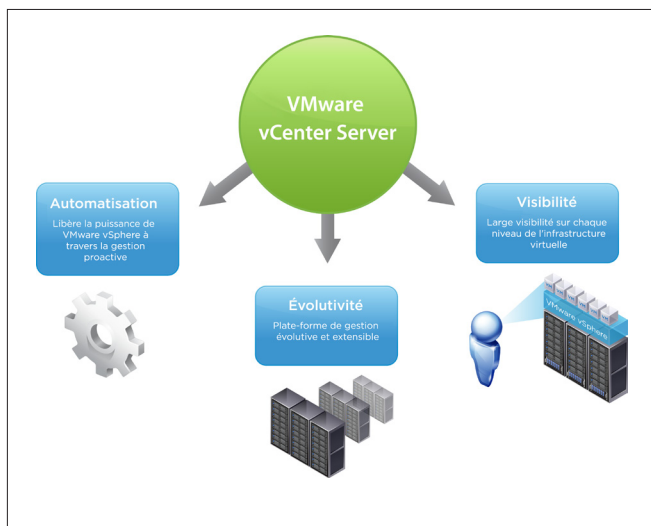 VMware
vCenter Server
Automatisation
Libère la puissance de
VMware vSphere à
travers la gestion
proactive
Évolutivité
Plate-forme de gestion
évolutive et extensible
Visibilité
Large visibilité sur chaque
niveau de l'infrastructure
virtuelle
VMware vSphere